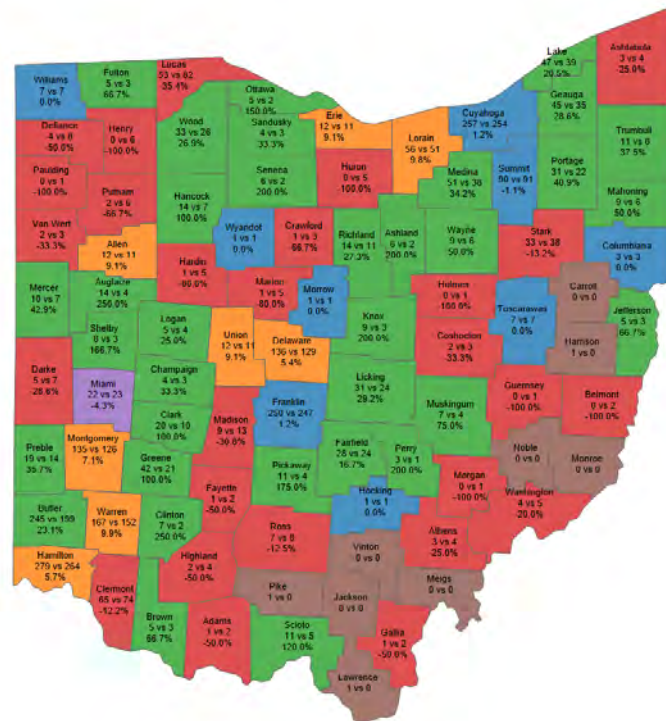 Williams
7 vs 7
0.0%
Fulton
5 vs 3
66.7%
Lucas
53 vs 82
35.4%
Ottawa
5 vs 2
150.0%
Lake
47 vs 39
20.5%
Ashtabula
3 vs 4
-25.0%
Geauga
45 vs 35
28.6%
Defiance
4 vs 8
-50.0%
Henry
0 vs 6
-100.0%
Wood
33 vs 26
26.9%
Sandusky
4 vs 3
33.3%
Erie
12 vs 11
9.1%
Lorain
56 vs 51
9.8%
Cuyahoga
257 vs 254
1.2%
Trumbull
11 vs 8
37.5%
Paulding
0 vs 1
-100.0%
Putnam
2 vs 6
-66.7%
Hancock
14 vs 7
100.0%
Seneca
6 vs 2
200.0%
Huron
0 vs 5
-100.0%
Medina
51 vs 38
34.2%
Summit
90 vs 91
-1.1%
Portage
31 vs 22
40.9%
Mahoning
9 vs 6
50.0%
Van Wert
2 vs 3
-33.3%
Allen
12 vs 11
9.1%
Wyandot
1 vs 1
0.0%
Crawford
1 vs 3
-66.7%
Richland
14 vs 11
27.3%
Ashland
6 vs 2
200.0%
Wayne
9 vs 6
50.0%
Stark
33 vs 38
-13.2%
Columbiana
3 vs 3
0.0%
Hardin
1 vs 5
-80.0%
Marion
1 vs 5
-80.0%
Morrow
1 vs 1
0.0%
Holmes
0 vs 1
-100.0%
Tuscarawas
7 vs 7
0.0%
Carroll
0 vs 0
Mercer
10 vs 7
42.9%
Auglaize
14 vs 4
250.0%
Logan
5 vs 4
25.0%
Union
12 vs 11
9.1%
Delaware
136 vs 129
5.4%
Knox
9 vs 3
200.0%
Coshocton
2 vs 3
-33.3%
Harrison
1 vs 0
Jefferson
5 vs 3
66.7%
Shelby
8 vs 3
166.7%
Darke
5 vs 7
-28.6%
Miami
22 vs 23
-4.3%
Champaign
4 vs 3
33.3%
Franklin
250 vs 247
1.2%
Licking
31 vs 24
29.2%
Muskingum
7 vs 4
75.0%
Guernsey
0 vs 1
-100.0%
Belmont
0 vs 2
-100.0%
Clark
20 vs 10
100.0%
Madison
9 vs 13
-30.8%
Preble
19 vs 14
35.7%
Montgomery
135 vs 126
7.1%
Greene
42 vs 21
100.0%
Fayette
1 vs 2
-50.0%
Pickaway
11 vs 4
175.0%
Fairfield
28 vs 24
16.7%
Perry
3 vs 1
200.0%
Noble
0 vs 0
Monroe
0 vs 0
Morgan
0 vs 1
-100.0%
Washington
4 vs 5
-20.0%
Butler
245 vs 199
23.1%
Warren
167 vs 152
9.9%
Clinton
7 vs 2
250.0%
Hocking
1 vs 1
0.0%
Athens
3 vs 4
-25.0%
Hamilton
279 vs 264
5.7%
Clermont
65 vs 74
-12.2%
Highland
2 vs 4
-50.0%
Ross
7 vs 8
-12.5%
Vinton
0 vs 0
Meigs
0 vs 0
Pike
1 vs 0
Jackson
0 vs 0
Brown
5 vs 3
66.7%
Adams
1 vs 2
-50.0%
Scioto
11 vs 5
120.0%
Gallia
1 vs 2
-50.0%
Lawrence
1 vs 0